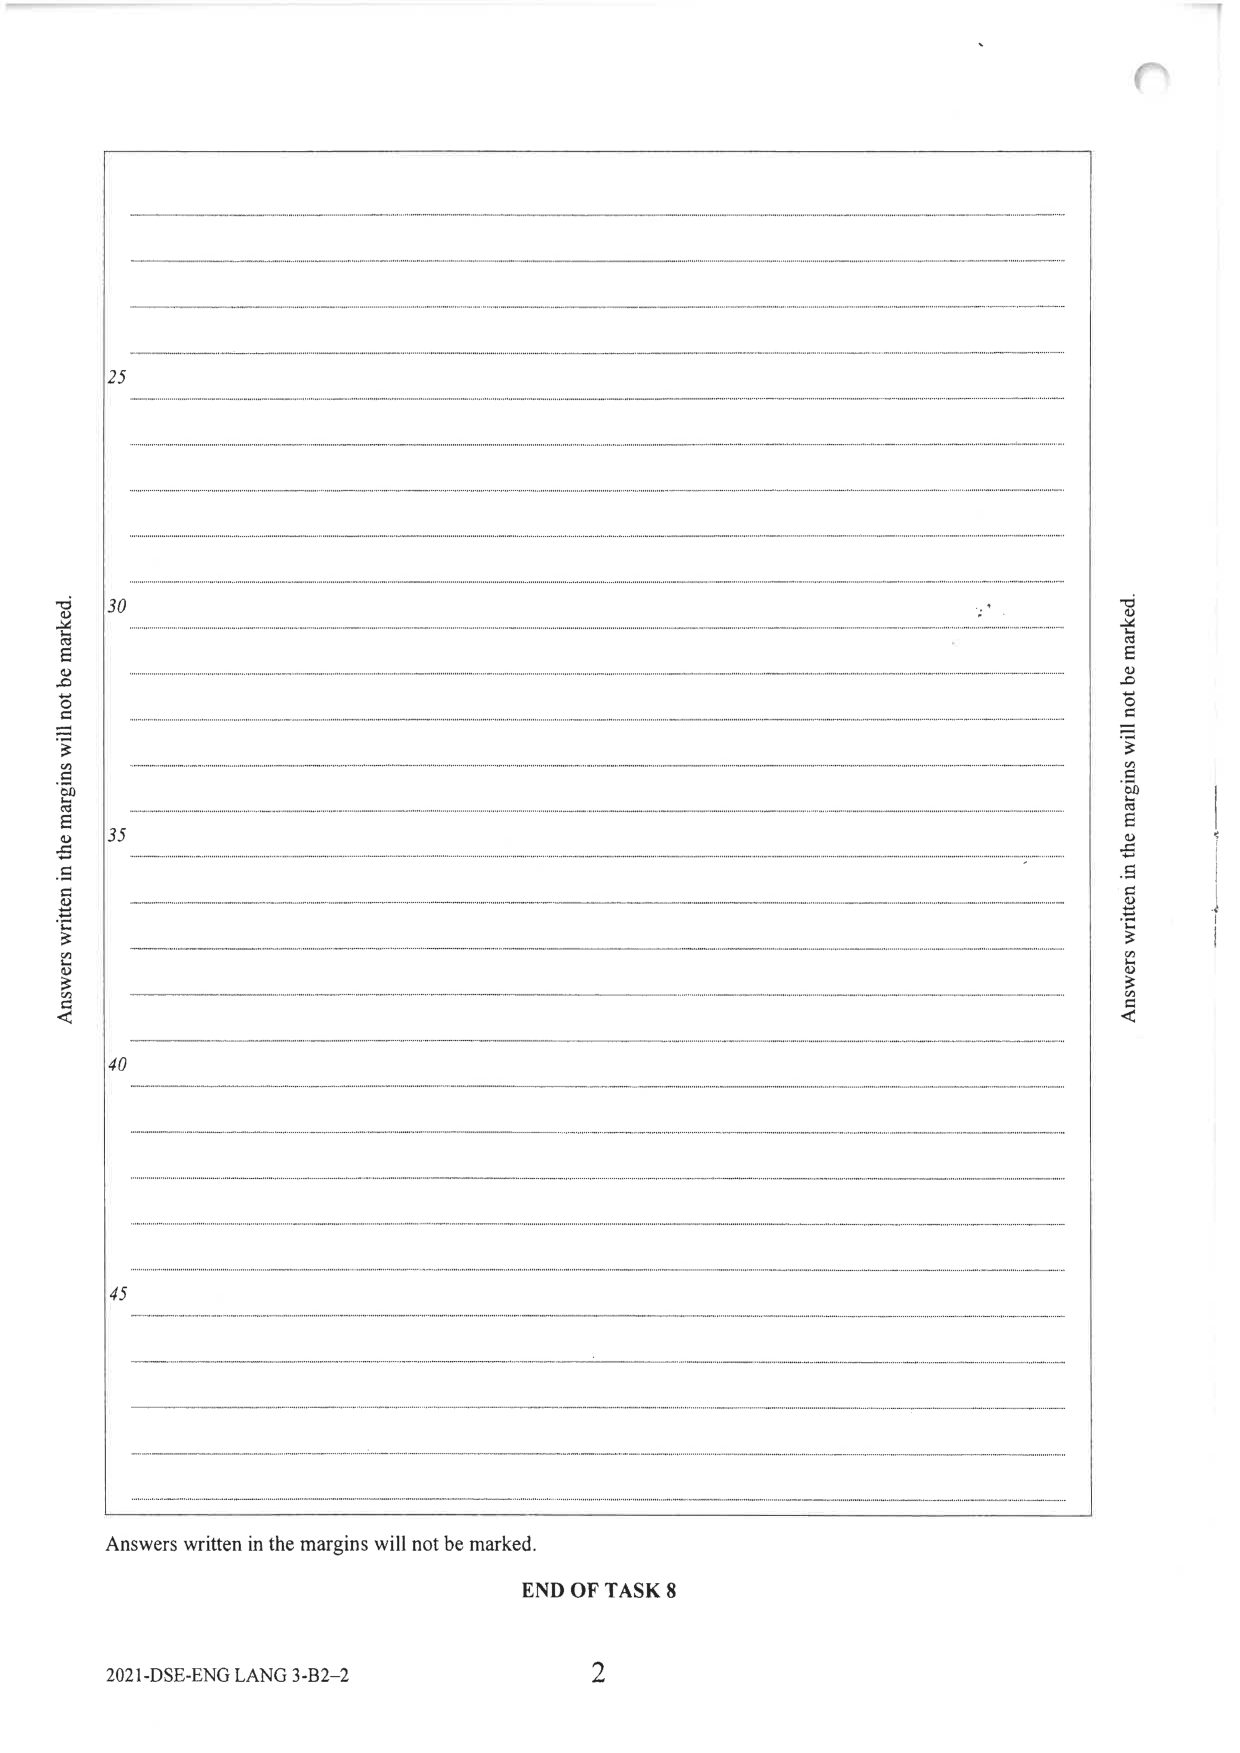 25
30
35
40
45
Answers written in the margins will not be marked.
Answers written in the margins will not be marked.
Answers written in the margins will not be marked.
END OF TASK 8
2021-DSE-ENG LANG 3-B2–2
2